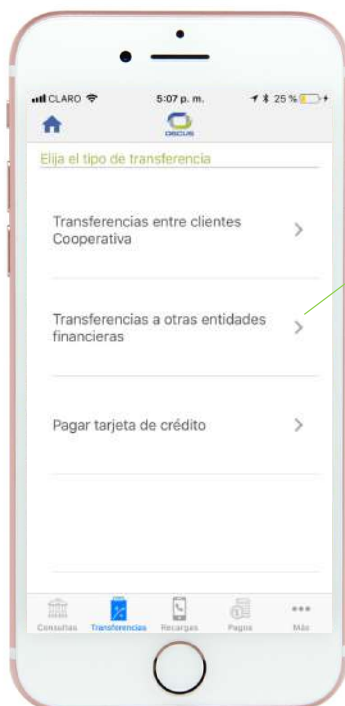 CLARO 5:07 p. m. 25 %
OSCUS
Elija el tipo de transferencia
Transferencias entre clientes
Cooperativa
Transferencias a otras entidades
financieras
Pagar tarjeta de crédito
Consultas Transferencias Recargas Pagos Más